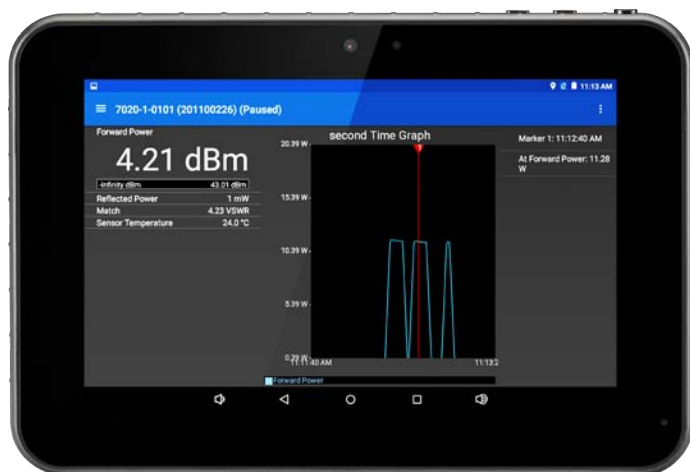 11:13 AM
7020-1-0101 (201100226) (Paused)
Forward Power
4.21 dBm
-Infinity dBm 43.01 dBm
Reflected Power 1 mW
Match 4.23 VSWR
Sensor Temperature 24.0 °C
second Time Graph
20.39 W
15.39 W
10.39 W
5.39 W
0.39 W
11:11:40 AM 11:13:2
Forward Power
Marker 1: 11:12:40 AM
At Forward Power: 11.28
W